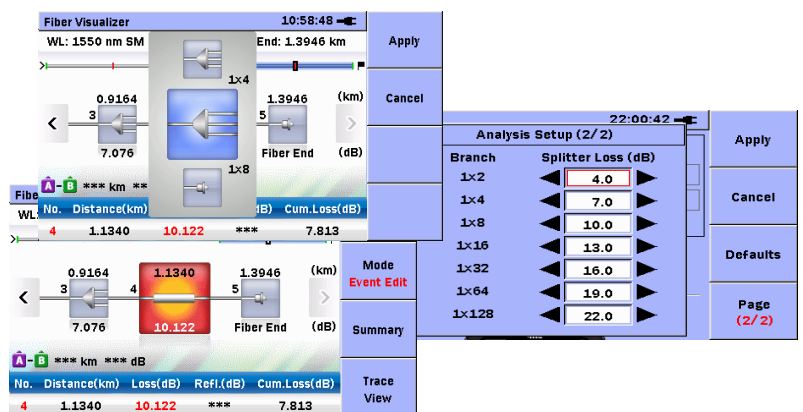 Fiber Visualizer
10:58:48
WL: 1550 nm SM
End: 1.3946 km
1×4
0.9164
1.3946
(km)
3
5
7.076
Fiber End
(dB)
1×8
A-B *** km **
No. Distance(km)
dB) Cum.Loss(dB)
4 1.1340 10.122 *** 7.813
Apply
Cancel
Fibe
WL:
0.9164
1.1340
1.3946
(km)
3
4
5
7.076
10.122
Fiber End
(dB)
A-B *** km *** dB
No. Distance(km) Loss(dB) Refl.(dB) Cum.Loss(dB)
4 1.1340 10.122 *** 7.813
Mode
Event Edit
Summary
Trace
View
22:00:42
Analysis Setup (2/2)
Branch Splitter Loss (dB)
1×2 4.0
1×4 7.0
1×8 10.0
1×16 13.0
1×32 16.0
1×64 19.0
1×128 22.0
Apply
Cancel
Defaults
Page
(2/2)